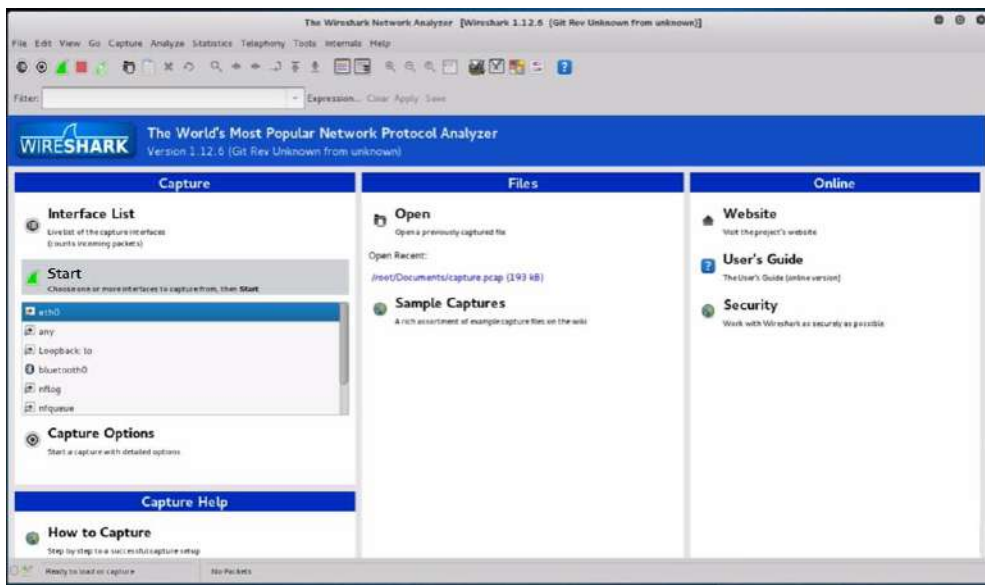 The Wireshark Network Analyzer [Wireshark 1.12.6 (Git Rev Unknown from unknown)]
File Edit View Go Capture Analyze Statistics Telephony Tools Internals Help
Filter: Expression... Clear Apply Save
WIRESHARK
The World's Most Popular Network Protocol Analyzer
Version 1.12.6 (Git Rev Unknown from unknown)
Capture
Interface List
Live list of the capture interfaces
(counts incoming packets)
Start
Choose one or more interfaces to capture from, then Start
eth0
any
Loopback: lo
bluetooth0
nflog
nfqueue
Capture Options
Start a capture with detailed options
Capture Help
How to Capture
Step by step to a successful capture setup
Files
Open
Open a previously captured file
Open Recent:
/root/Documents/capture.pcap (193 kB)
Sample Captures
A rich assortment of example capture files on the wiki
Online
Website
Visit the project's website
User's Guide
The User's Guide (online version)
Security
Work with Wireshark as securely as possible
Ready to load or capture
No Packets